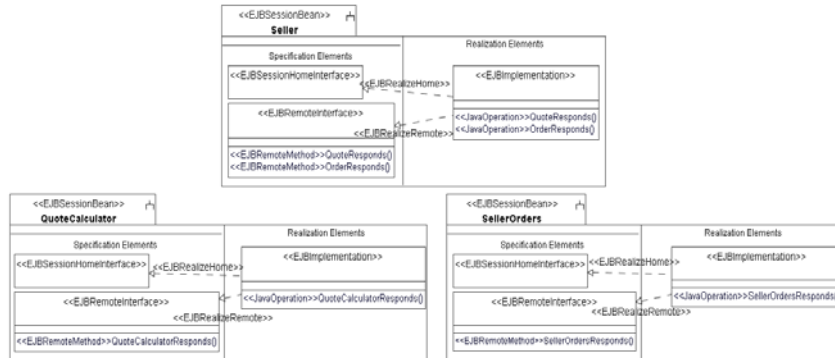 <<EJBSessionBean>>
Seller
Specification Elements
Realization Elements
<<EJBSessionHomeInterface>>
<<EJBRealizeHome>>
<<EJBImplementation>>
<<EJBRemoteInterface>>
<<EJBRealizeRemote>>
<<JavaOperation>>QuoteResponds()
<<JavaOperation>>OrderResponds()
<<EJBRemoteMethod>>QuoteResponds()
<<EJBRemoteMethod>>OrderResponds()
<<EJBSessionBean>>
QuoteCalculator
Specification Elements
Realization Elements
<<EJBSessionHomeInterface>>
<<EJBRealizeHome>>
<<EJBImplementation>>
<<EJBRemoteInterface>>
<<JavaOperation>>QuoteCalculatorResponds()
<<EJBRealizeRemote>>
<<EJBRemoteMethod>>QuoteCalculatorResponds()
<<EJBSessionBean>>
SellerOrders
Specification Elements
Realization Elements
<<EJBSessionHomeInterface>>
<<EJBRealizeHome>>
<<EJBImplementation>>
<<EJBRemoteInterface>>
<<JavaOperation>>SellerOrdersResponds
<<EJBRealizeRemote>>
<<EJBRemoteMethod>>SellerOrdersResponds()